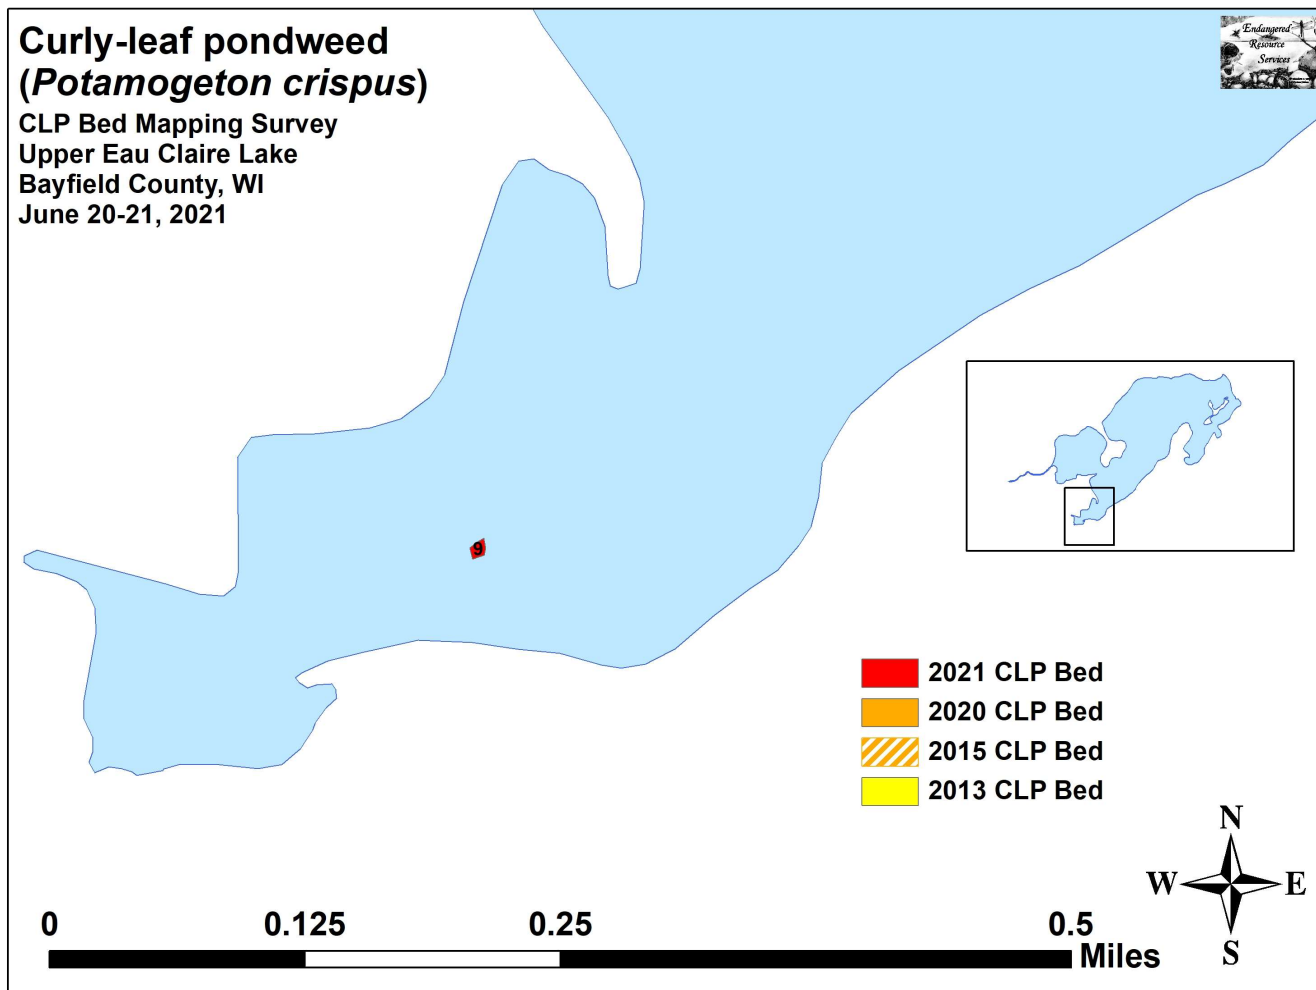 Curly-leaf pondweed
(Potamogeton crispus)
CLP Bed Mapping Survey
Upper Eau Claire Lake
Bayfield County, WI
June 20-21, 2021
Endangered
Resource
Services
9
2021 CLP Bed
2020 CLP Bed
2015 CLP Bed
2013 CLP Bed
N
W E
S
0 0.125 0.25 0.5
Miles